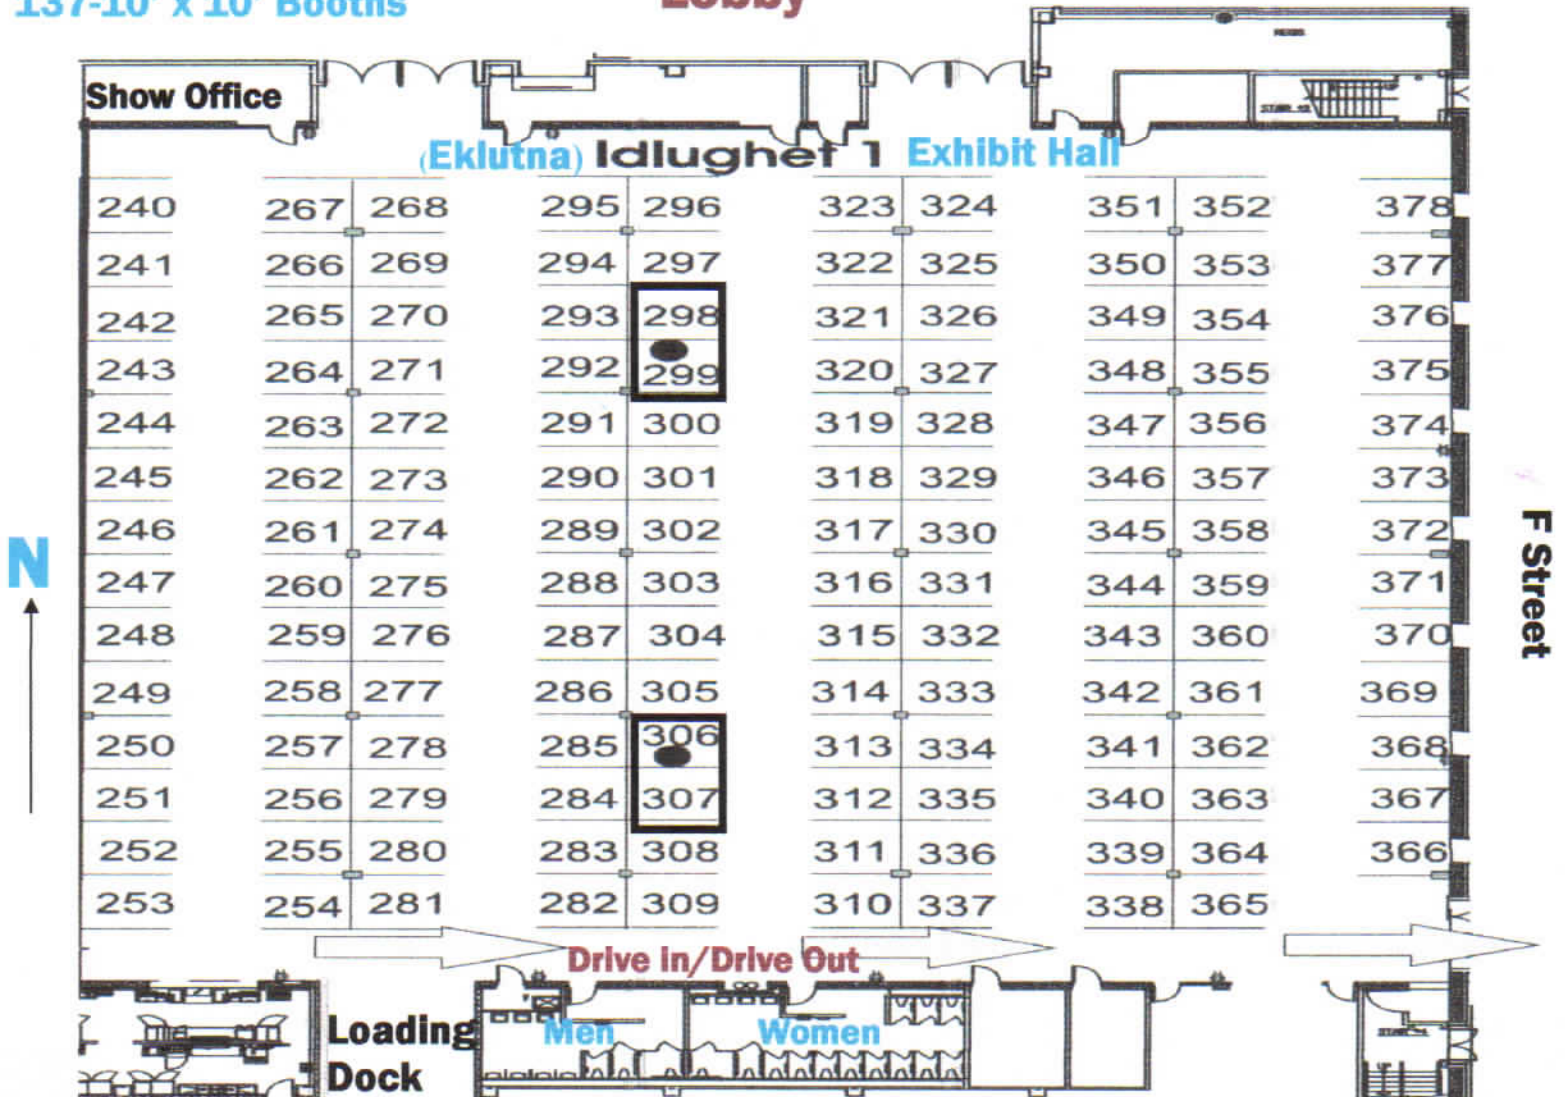 137-10' x 10' Booths
Lobby
Show Office
(Eklutna) Idlughet 1 Exhibit Hall
240 267 268 295 296 323 324 351 352 378
241 266 269 294 297 322 325 350 353 377
242 265 270 293 298 321 326 349 354 376
243 264 271 292 299 320 327 348 355 375
244 263 272 291 300 319 328 347 356 374
245 262 273 290 301 318 329 346 357 373
246 261 274 289 302 317 330 345 358 372
247 260 275 288 303 316 331 344 359 371
248 259 276 287 304 315 332 343 360 370
249 258 277 286 305 314 333 342 361 369
250 257 278 285 306 313 334 341 362 368
251 256 279 284 307 312 335 340 363 367
252 255 280 283 308 311 336 339 364 366
253 254 281 282 309 310 337 338 365
N
F Street
Drive in/Drive Out
Loading
Dock
Men
Women